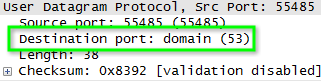 User Datagram Protocol, Src Port: 55485
Source port: 55485 (55485)
Destination port: domain (53)
Length: 38
Checksum: 0x8392 [validation disabled]